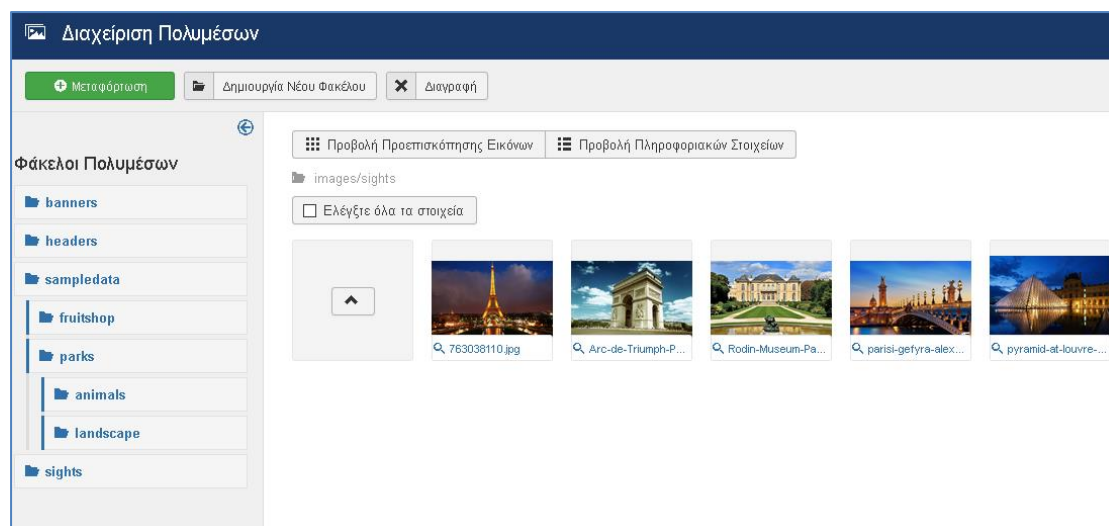 Διαχείριση Πολυμέσων
Μεταφόρτωση
Δημιουργία Νέου Φακέλου
Διαγραφή
Φάκελοι Πολυμέσων
banners
headers
sampledata
fruitshop
parks
animals
landscape
sights
Προβολή Προεπισκόπησης Εικόνων
Προβολή Πληροφοριακών Στοιχείων
images/sights
Ελέγξτε όλα τα στοιχεία
763038110.jpg
Arc-de-Triumph-P...
Rodin-Museum-Pa...
parisi-gefyra-alex...
pyramid-at-louvre-...